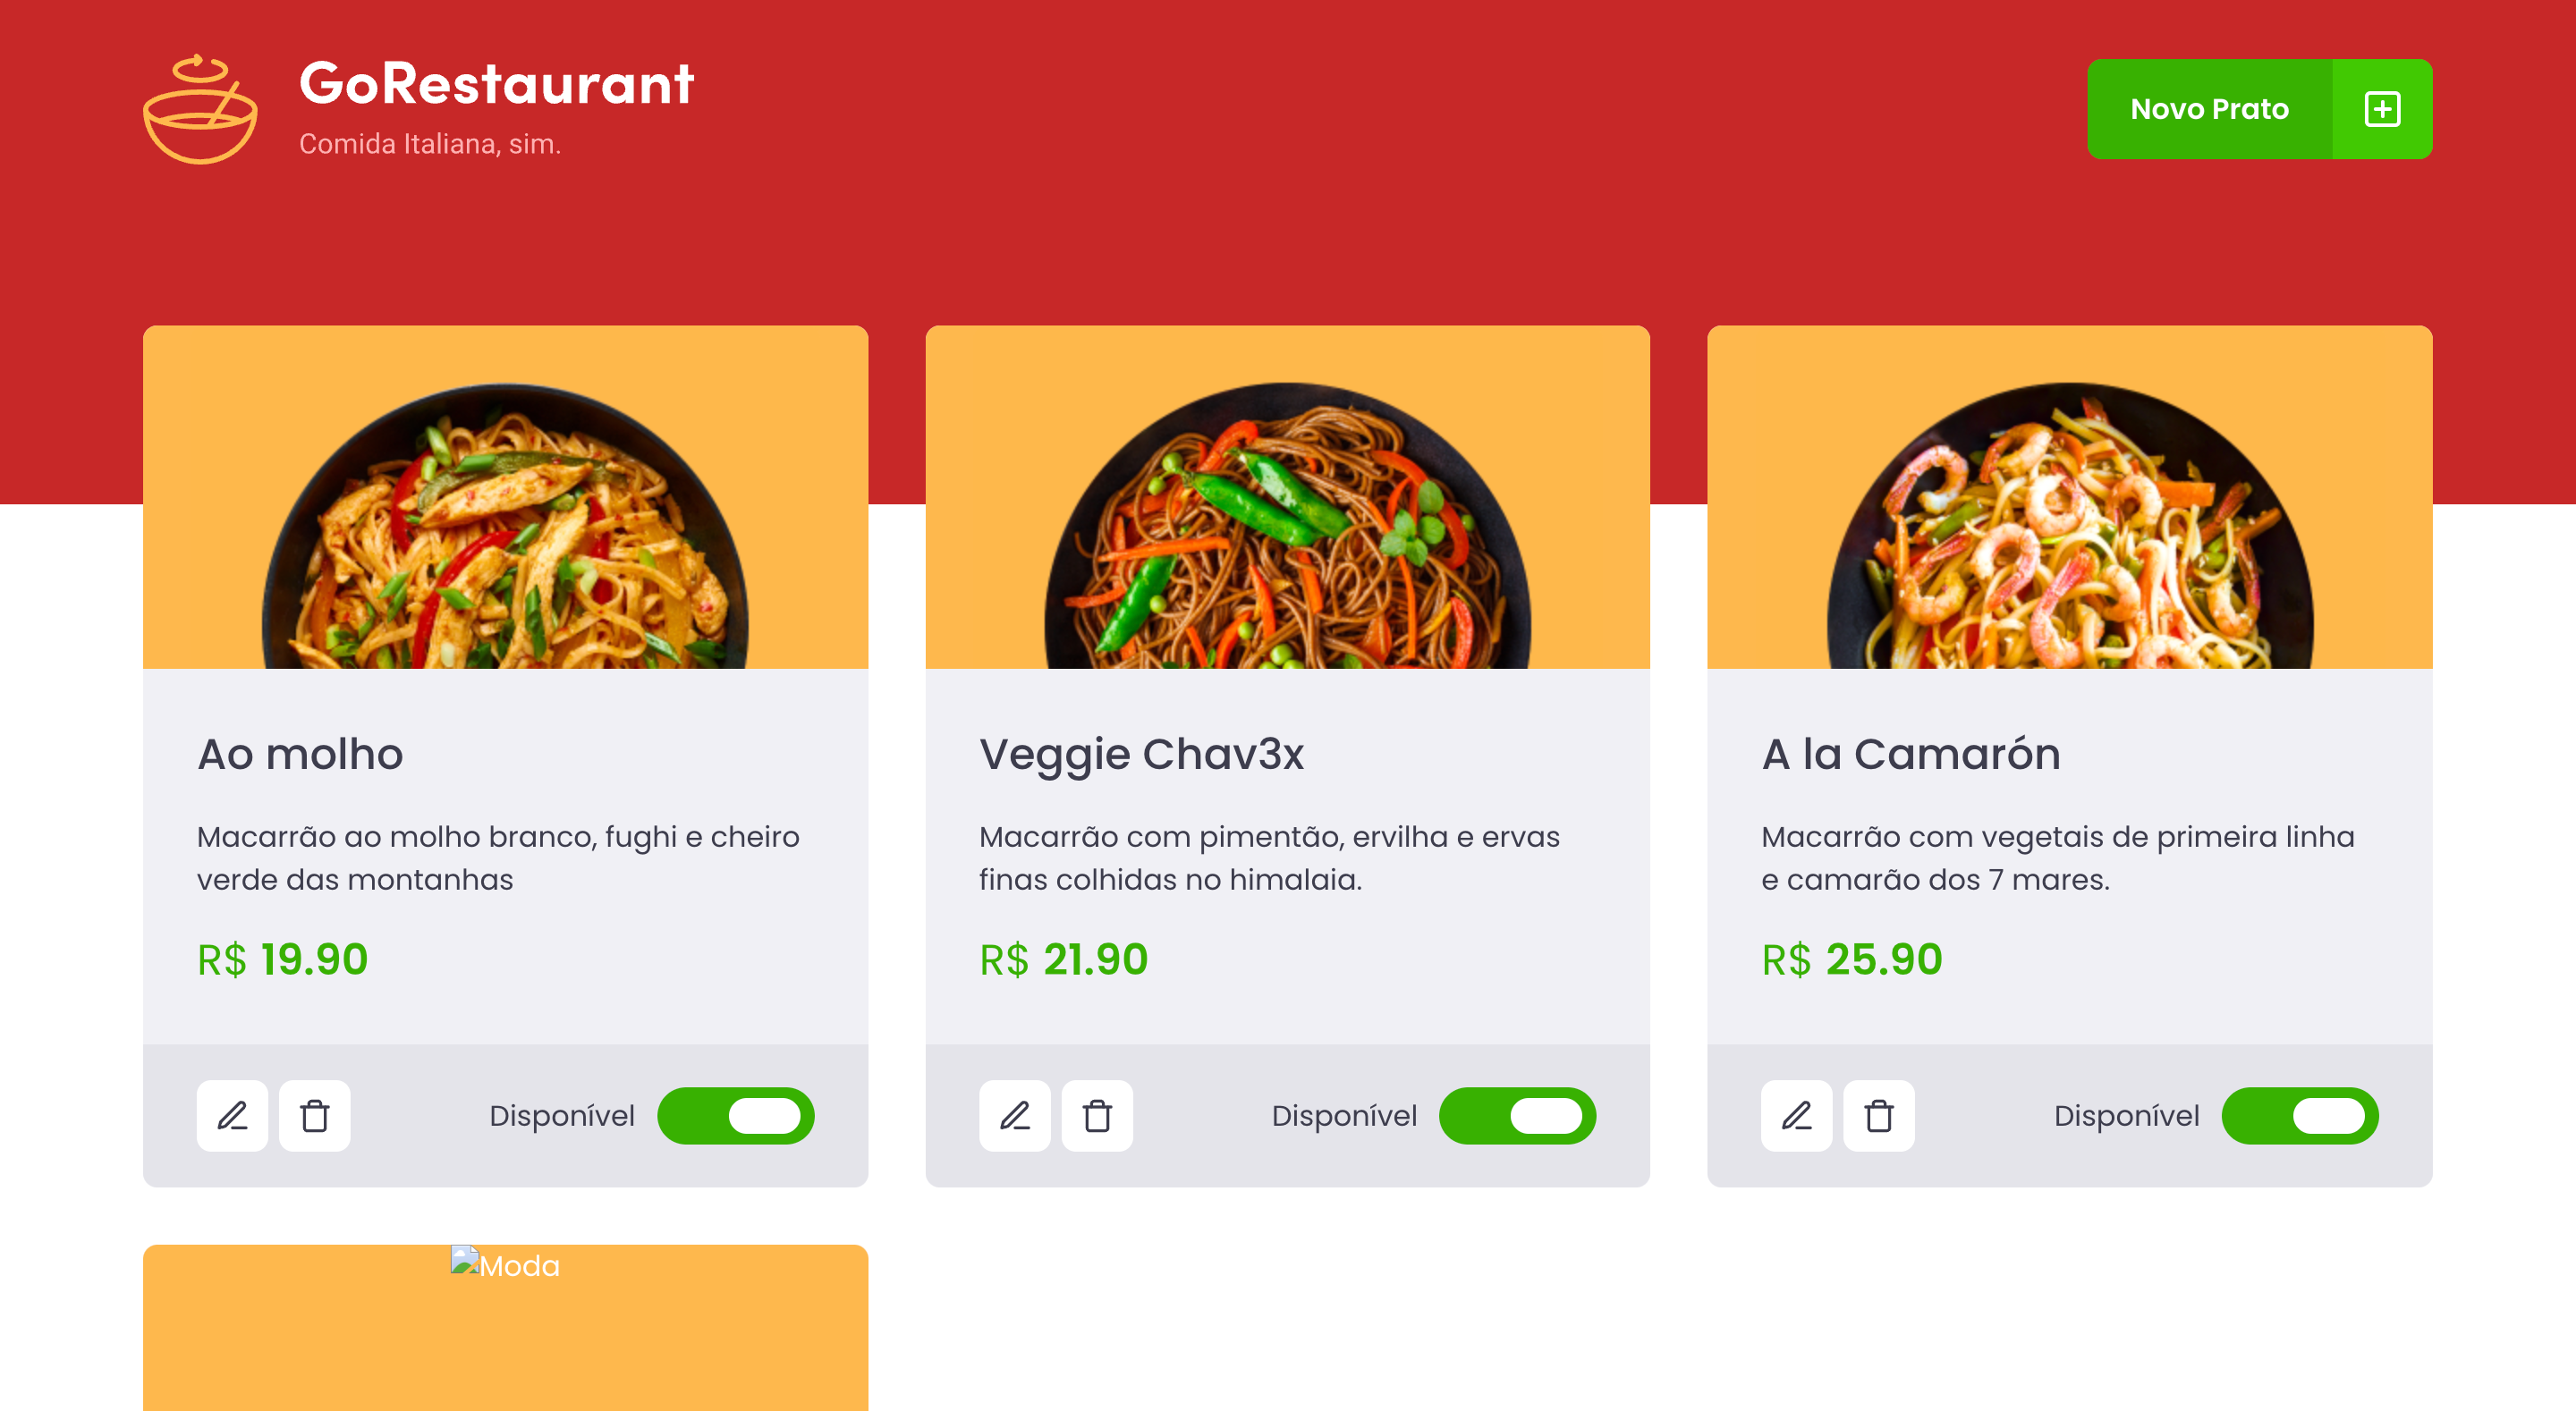 GoRestaurant
Comida Italiana, sim.
Novo Prato
Ao molho
Macarrão ao molho branco, fughi e cheiro
verde das montanhas
R$ 19.90
Disponível
Veggie Chav3x
Macarrão com pimentão, ervilha e ervas
finas colhidas no himalaia.
R$ 21.90
Disponível
A la Camarón
Macarrão com vegetais de primeira linha
e camarão dos 7 mares.
R$ 25.90
Disponível
Moda